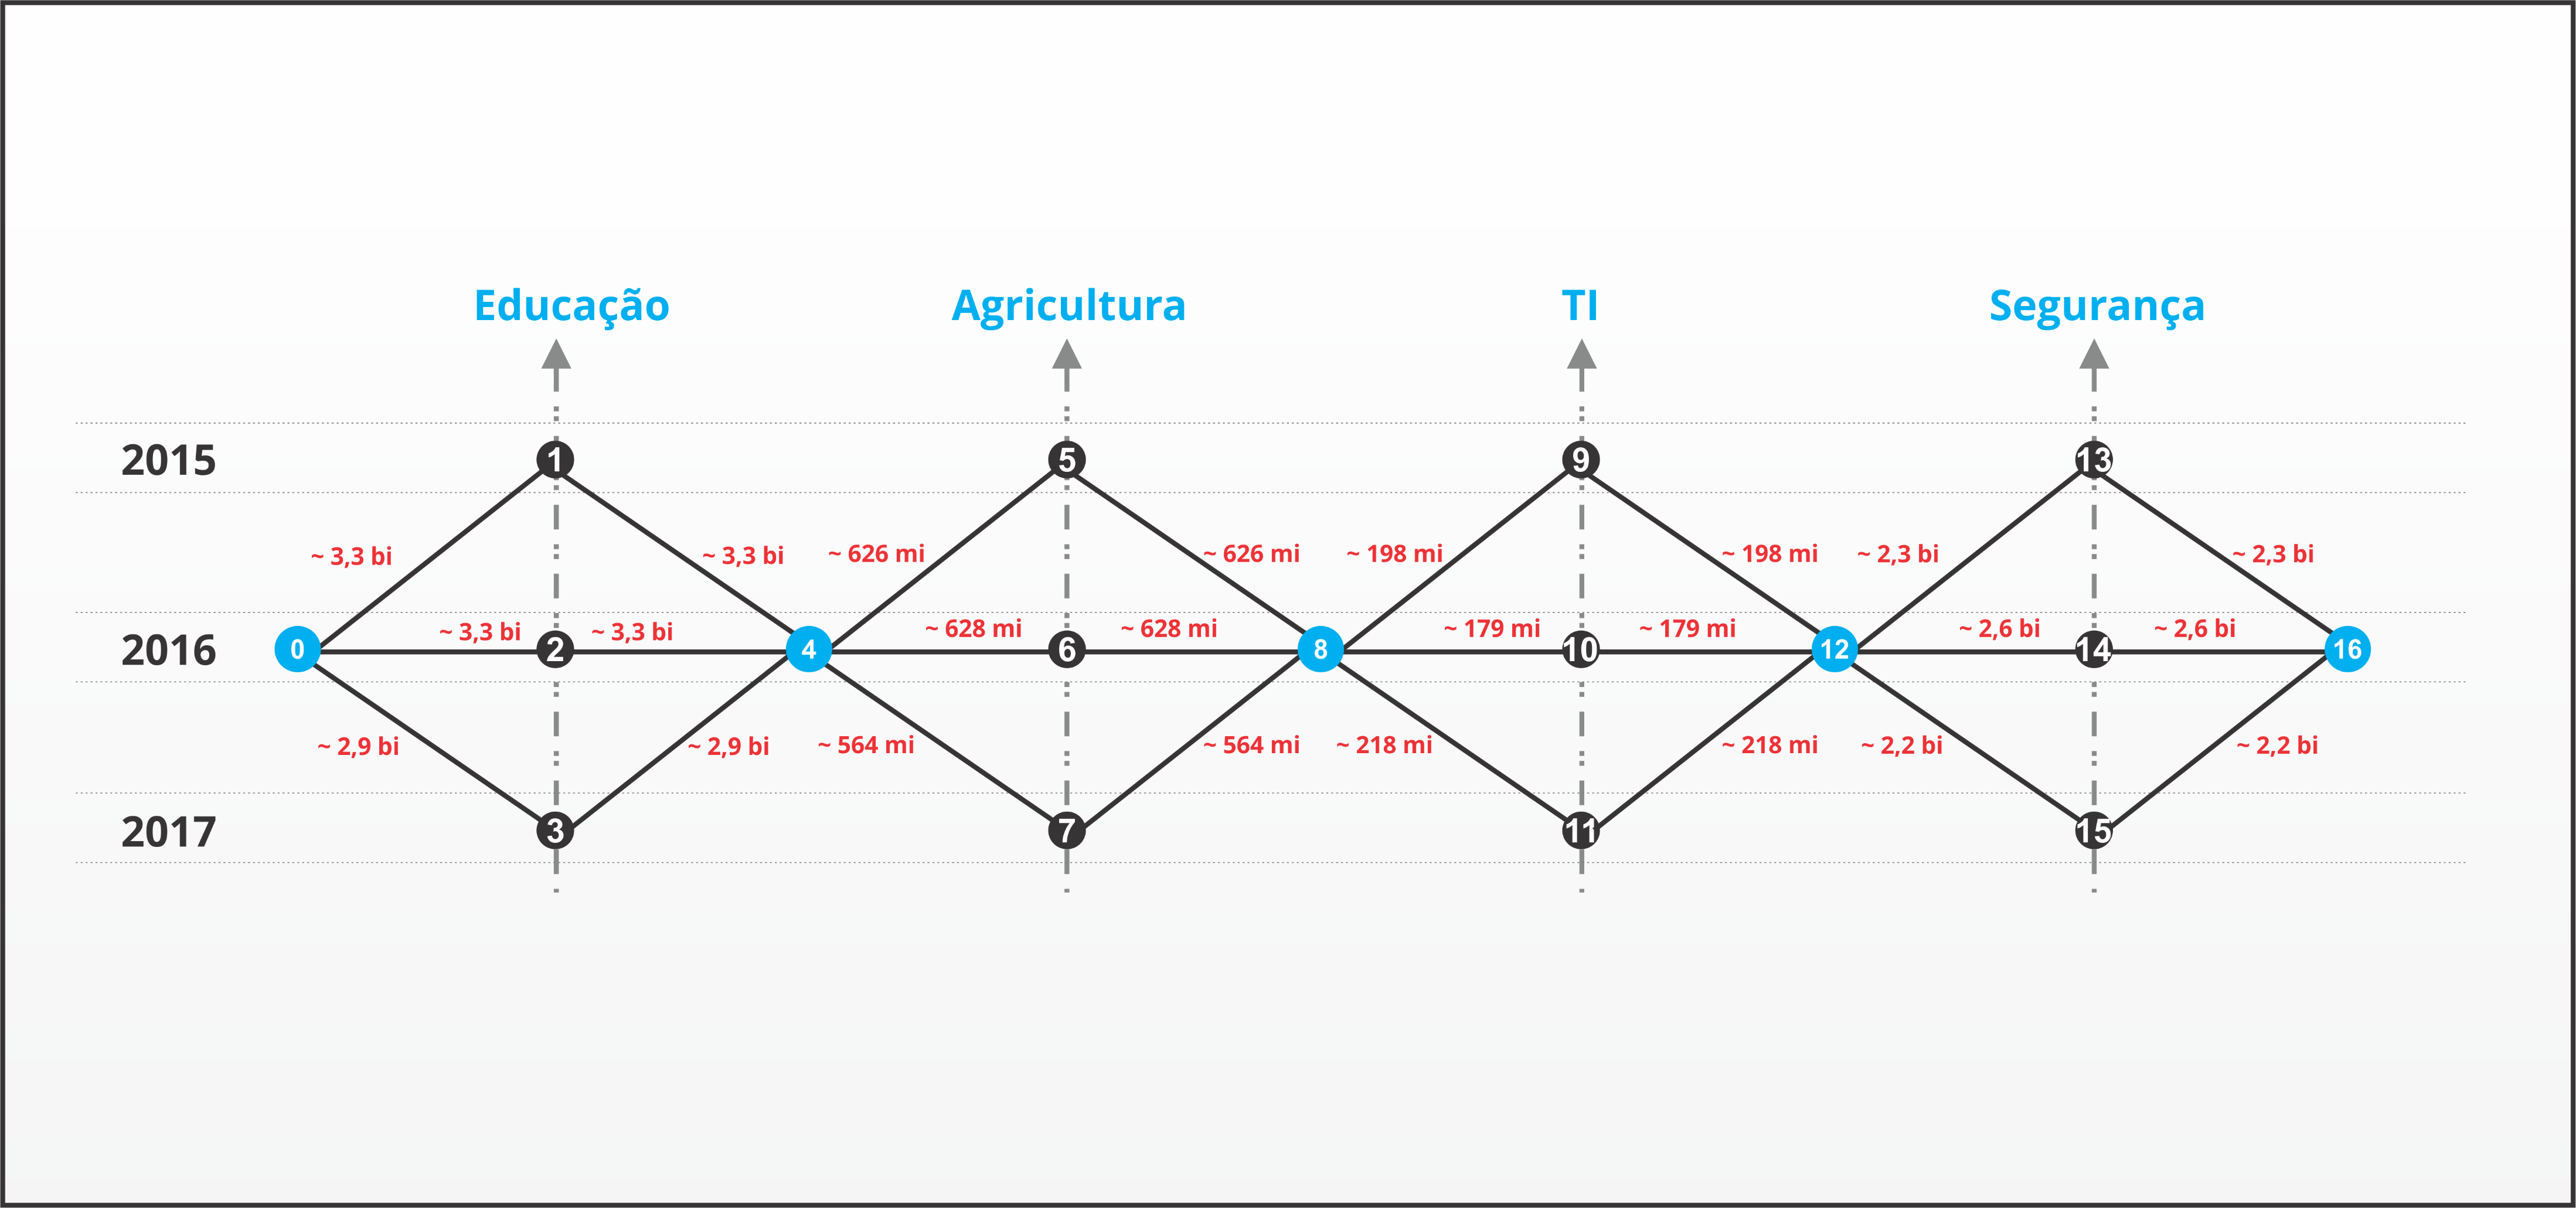 Educação
Agricultura
TI
Segurança
2015
1
5
9
13
~ 3,3 bi
~ 3,3 bi
~ 626 mi
~ 626 mi
~ 198 mi
~ 198 mi
~ 2,3 bi
~ 2,3 bi
2016
0
~ 3,3 bi
2
~ 3,3 bi
4
~ 628 mi
6
~ 628 mi
8
~ 179 mi
10
~ 179 mi
12
~ 2,6 bi
14
~ 2,6 bi
16
~ 2,9 bi
~ 2,9 bi
~ 564 mi
~ 564 mi
~ 218 mi
~ 218 mi
~ 2,2 bi
~ 2,2 bi
2017
3
7
11
15